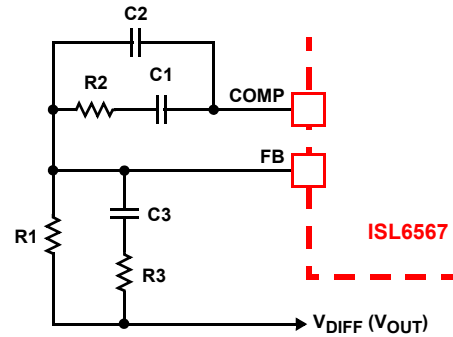 C2
R2
C1
COMP
FB
C3
R1
R3
ISL6567
VDIFF (VOUT)